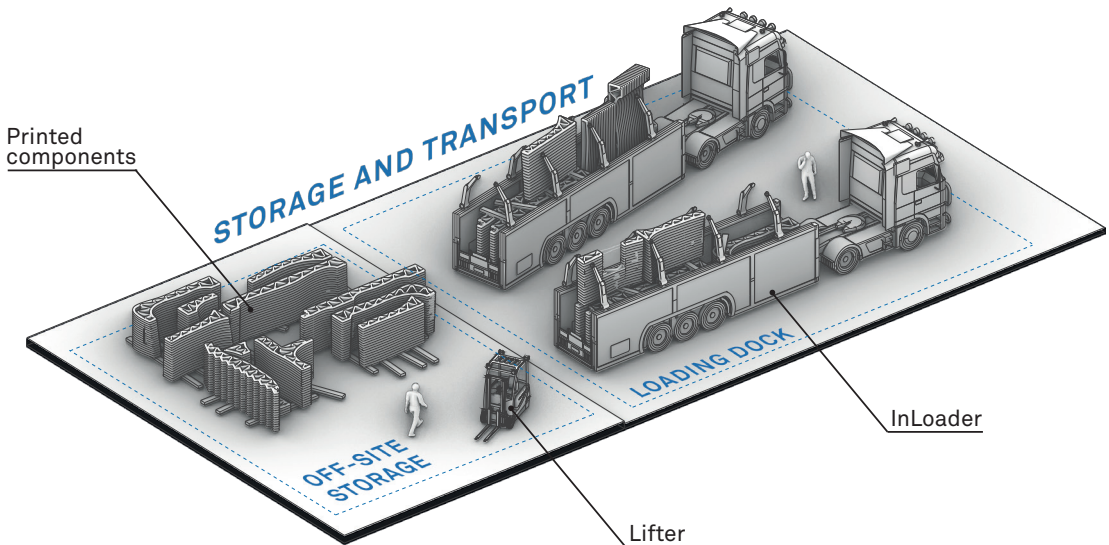 Printed
components
STORAGE AND TRANSPORT
LOADING DOCK
InLoader
OFF-SITE
STORAGE
Lifter